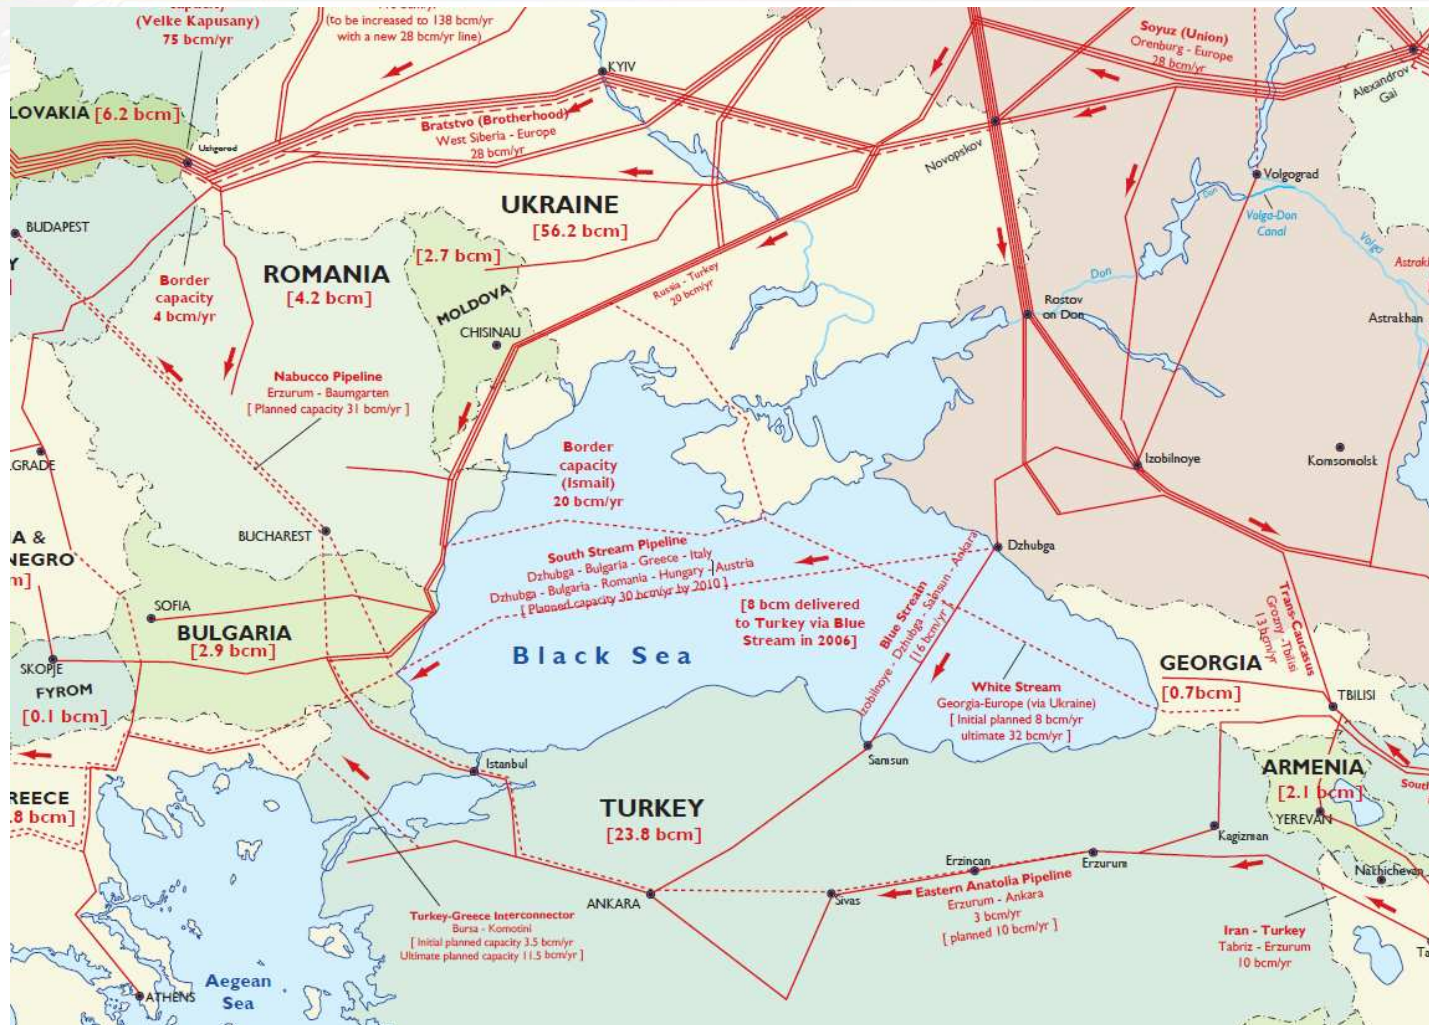 (Velke Kapusany)
75 bcm/yr
(to be increased to 138 bcm/yr
with a new 28 bcm/yr line)
KYIV
Soyuz (Union)
Orenburg - Europe
28 bcm/yr
Alexandrov
Gai
LOVAKIA [6.2 bcm]
Uzhgorod
Bratstvo (Brotherhood)
West Siberia - Europe
28 bcm/yr
Novopskov
Volgograd
Don
Volga-Don
Canal
Volga
BUDAPEST
Y
]
UKRAINE
[56.2 bcm]
Border
capacity
4 bcm/yr
ROMANIA
[4.2 bcm]
[2.7 bcm]
MOLDOVA
CHISINAU
Russia - Turkey
20 bcm/yr
Don
Rostov
on Don
Astrakh
Astrakhan
Nabucco Pipeline
Erzurum - Baumgarten
[ Planned capacity 31 bcm/yr ]
GRADE
Border
capacity
(Ismail)
20 bcm/yr
Izobilnoye
Komsomolsk
BUCHAREST
A &
NEGRO
m]
South Stream Pipeline
Dzhubga - Bulgaria - Greece - Italy
Dzhubga - Bulgaria - Romania - Hungary - Austria
[ Planned capacity 30 bcm/yr by 2010 ]
Dzhubga
SOFIA
BULGARIA
[2.9 bcm]
[8 bcm delivered
to Turkey via Blue
Stream in 2006]
Blue Stream
Izobilnoye - Dzhubga - Samsun - Ankara
[16 bcm/yr ]
Trans-Caucasus
Grozny - Tbilisi
13 bcm/yr
Black Sea
SKOPJE
FYROM
[0.1 bcm]
White Stream
Georgia-Europe (via Ukraine)
[ Initial planned 8 bcm/yr
ultimate 32 bcm/yr ]
GEORGIA
[0.7bcm]
TBILISI
Istanbul
Samsun
ARMENIA
[2.1 bcm]
South
REECE
.8 bcm]
TURKEY
[23.8 bcm]
YEREVAN
Kagizman
Erzincan
Erzurum
Nakhichevan
ANKARA
Sivas
Eastern Anatolia Pipeline
Erzurum - Ankara
3 bcm/yr
[ planned 10 bcm/yr ]
Turkey-Greece Interconnector
Bursa - Komotini
[ Initial planned capacity 3.5 bcm/yr
Ultimate planned capacity 11.5 bcm/yr ]
Iran - Turkey
Tabriz - Erzurum
10 bcm/yr
Ta
Aegean
Sea
ATHENS